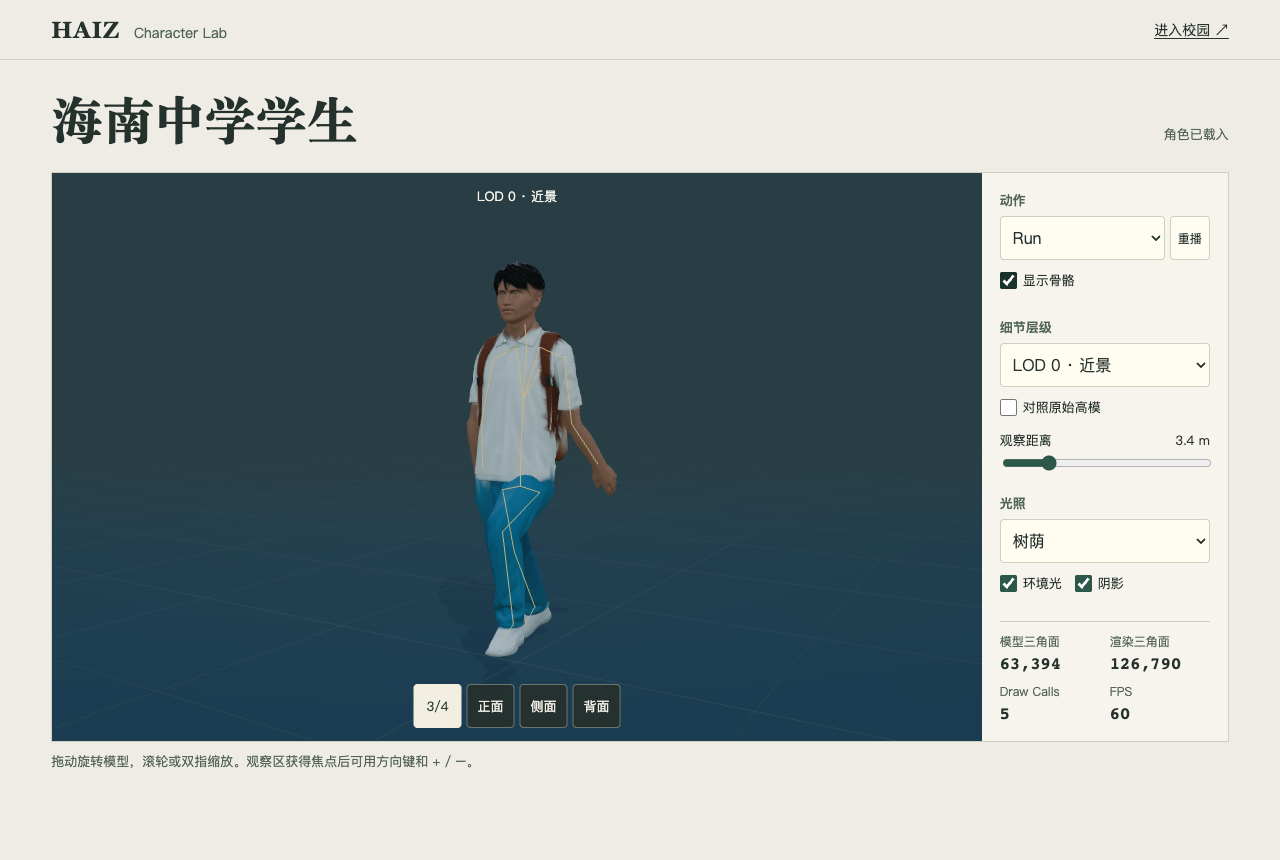 HAIZ Character Lab
进入校园 ↗
海南中学学生
角色已载入
LOD 0 · 近景
3/4 正面 侧面 背面
动作
Run 重播
显示骨骼
细节层级
LOD 0 · 近景
对照原始高模
观察距离 3.4 m
光照
树荫
环境光 阴影
模型三角面 渲染三角面
63,394 126,790
Draw Calls FPS
5 60
拖动旋转模型，滚轮或双指缩放。观察区获得焦点后可用方向键和 + / −。